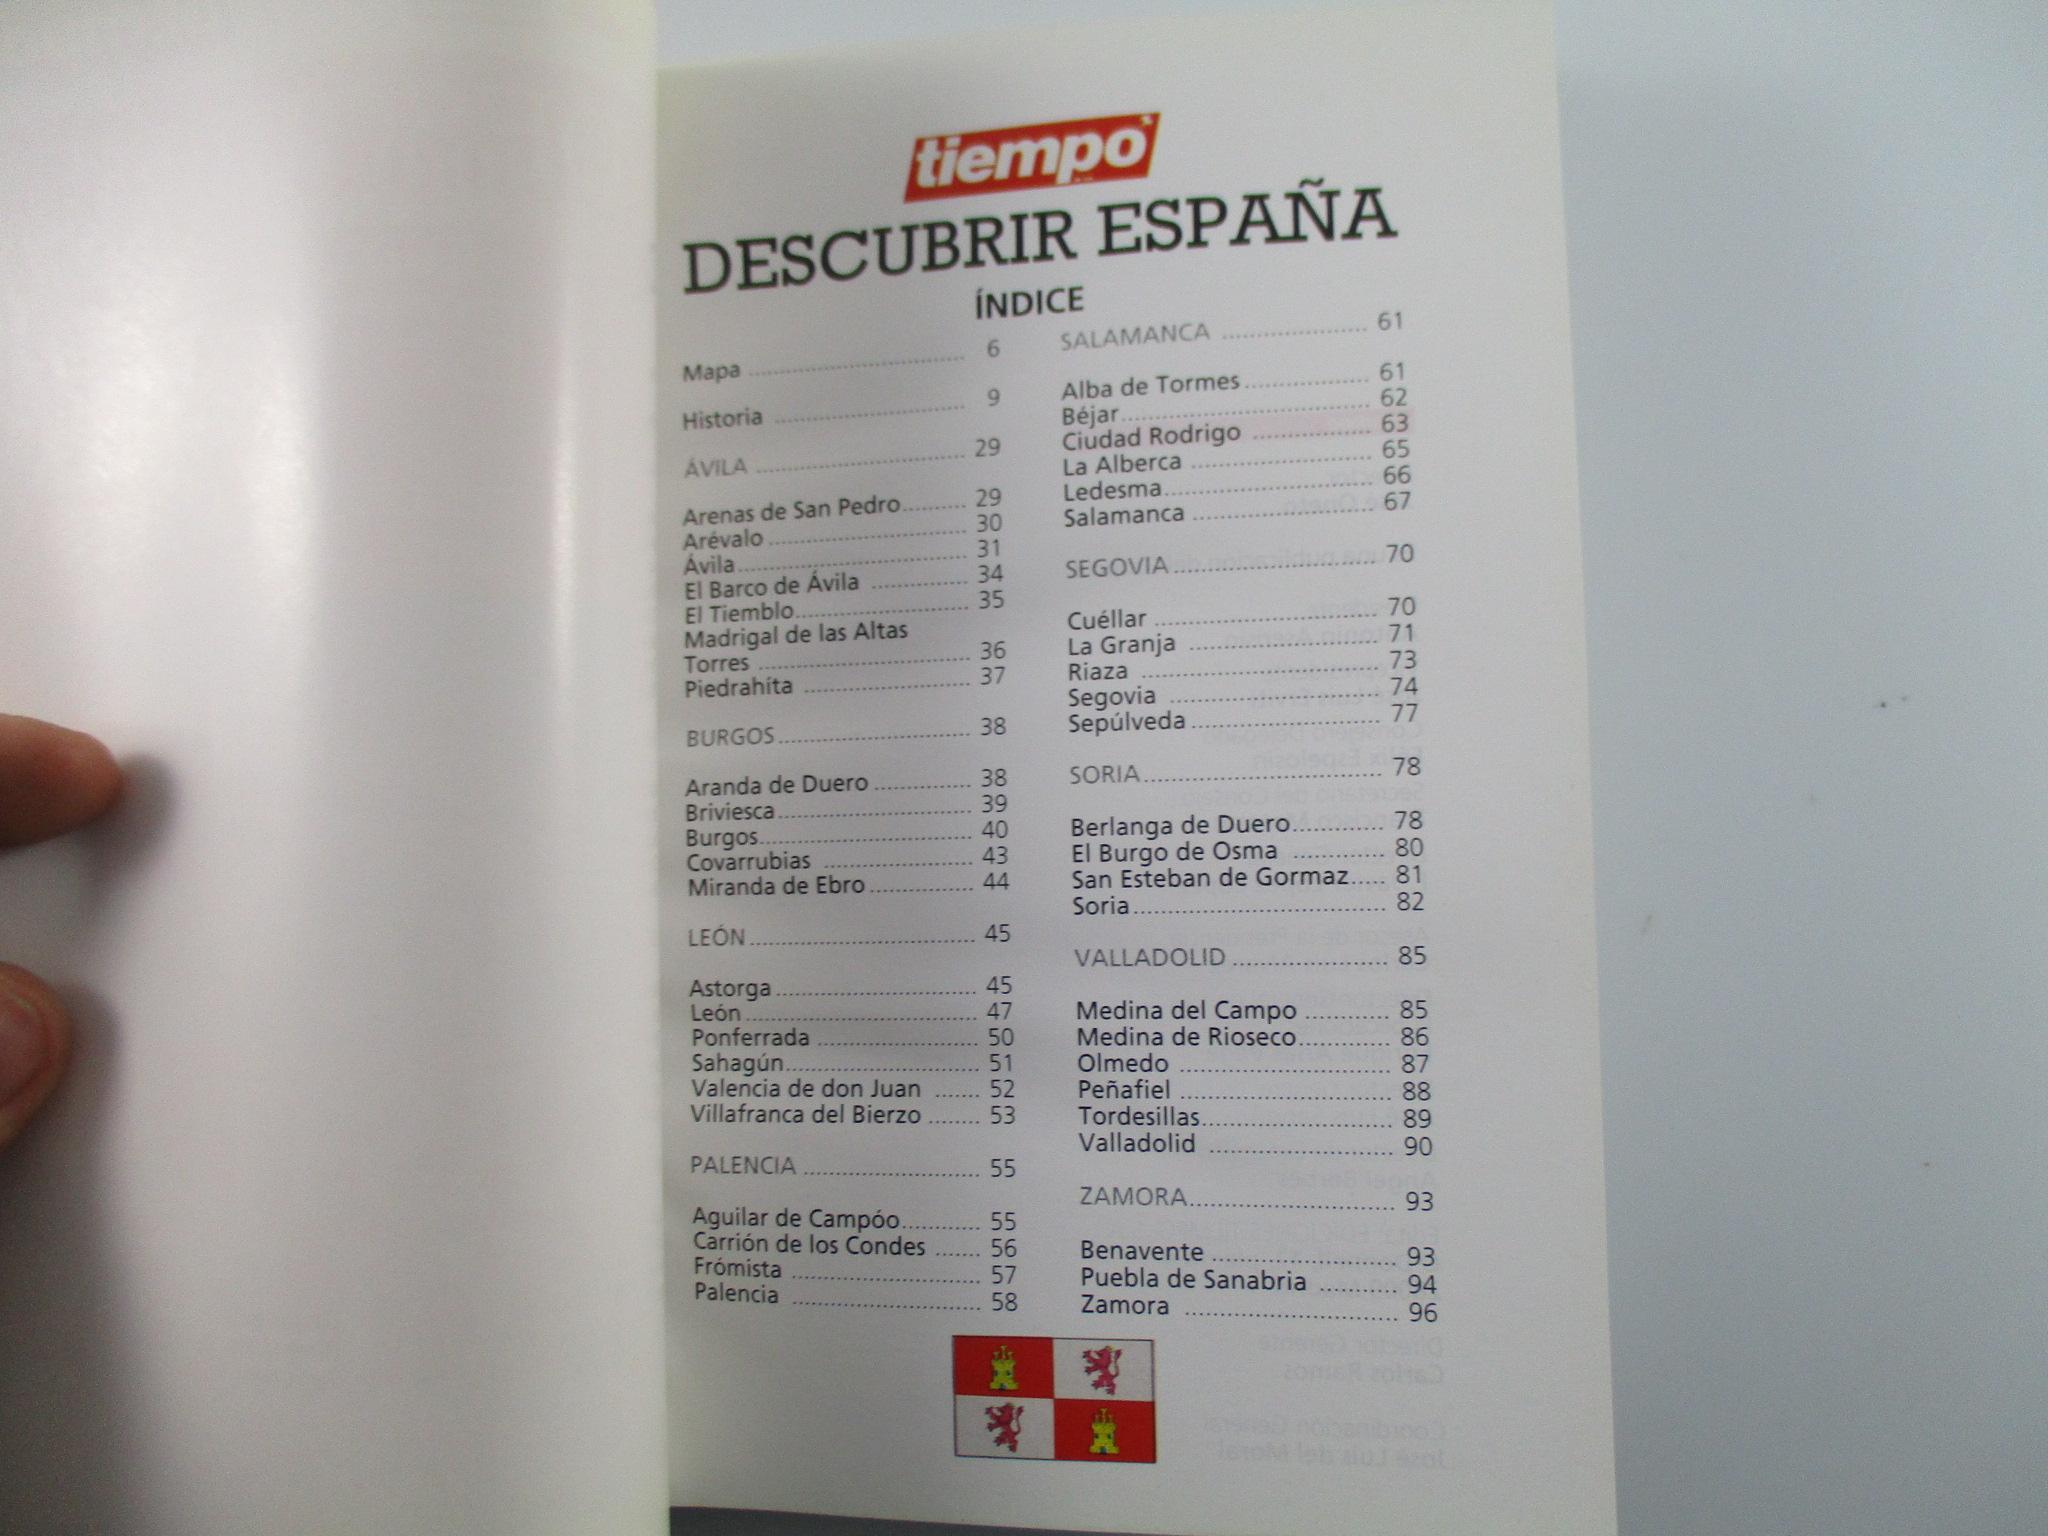 tiempo
DESCUBRIR ESPAÑA
ÍNDICE
Mapa ........................ 6
Historia ........................ 9
ÁVILA ........................ 29
Arenas de San Pedro .......... 29
Arévalo ........................ 30
Ávila ........................ 31
El Barco de Ávila ............ 34
El Tiemblo ........................ 35
Madrigal de las Altas
Torres ........................ 36
Piedrahíta ........................ 37
BURGOS ........................ 38
Aranda de Duero .............. 38
Briviesca ........................ 39
Burgos ........................ 40
Covarrubias ........................ 43
Miranda de Ebro .............. 44
LEÓN ........................ 45
Astorga ........................ 45
León ........................ 47
Ponferrada ........................ 50
Sahagún ........................ 51
Valencia de don Juan ....... 52
Villafranca del Bierzo ........ 53
PALENCIA ........................ 55
Aguilar de Campóo ............ 55
Carrión de los Condes ....... 56
Frómista ........................ 57
Palencia ........................ 58
SALAMANCA ........................ 61
Alba de Tormes ................ 61
Béjar ........................ 62
Ciudad Rodrigo ................ 63
La Alberca ........................ 65
Ledesma ........................ 66
Salamanca ........................ 67
SEGOVIA ........................ 70
Cuéllar ........................ 70
La Granja ........................ 71
Riaza ........................ 73
Segovia ........................ 74
Sepúlveda ........................ 77
SORIA ........................ 78
Berlanga de Duero ............ 78
El Burgo de Osma ............ 80
San Esteban de Gormaz ..... 81
Soria ........................ 82
VALLADOLID ........................ 85
Medina del Campo ............ 85
Medina de Rioseco ............ 86
Olmedo ........................ 87
Peñafiel ........................ 88
Tordesillas ........................ 89
Valladolid ........................ 90
ZAMORA ........................ 93
Benavente ........................ 93
Puebla de Sanabria ........... 94
Zamora ........................ 96